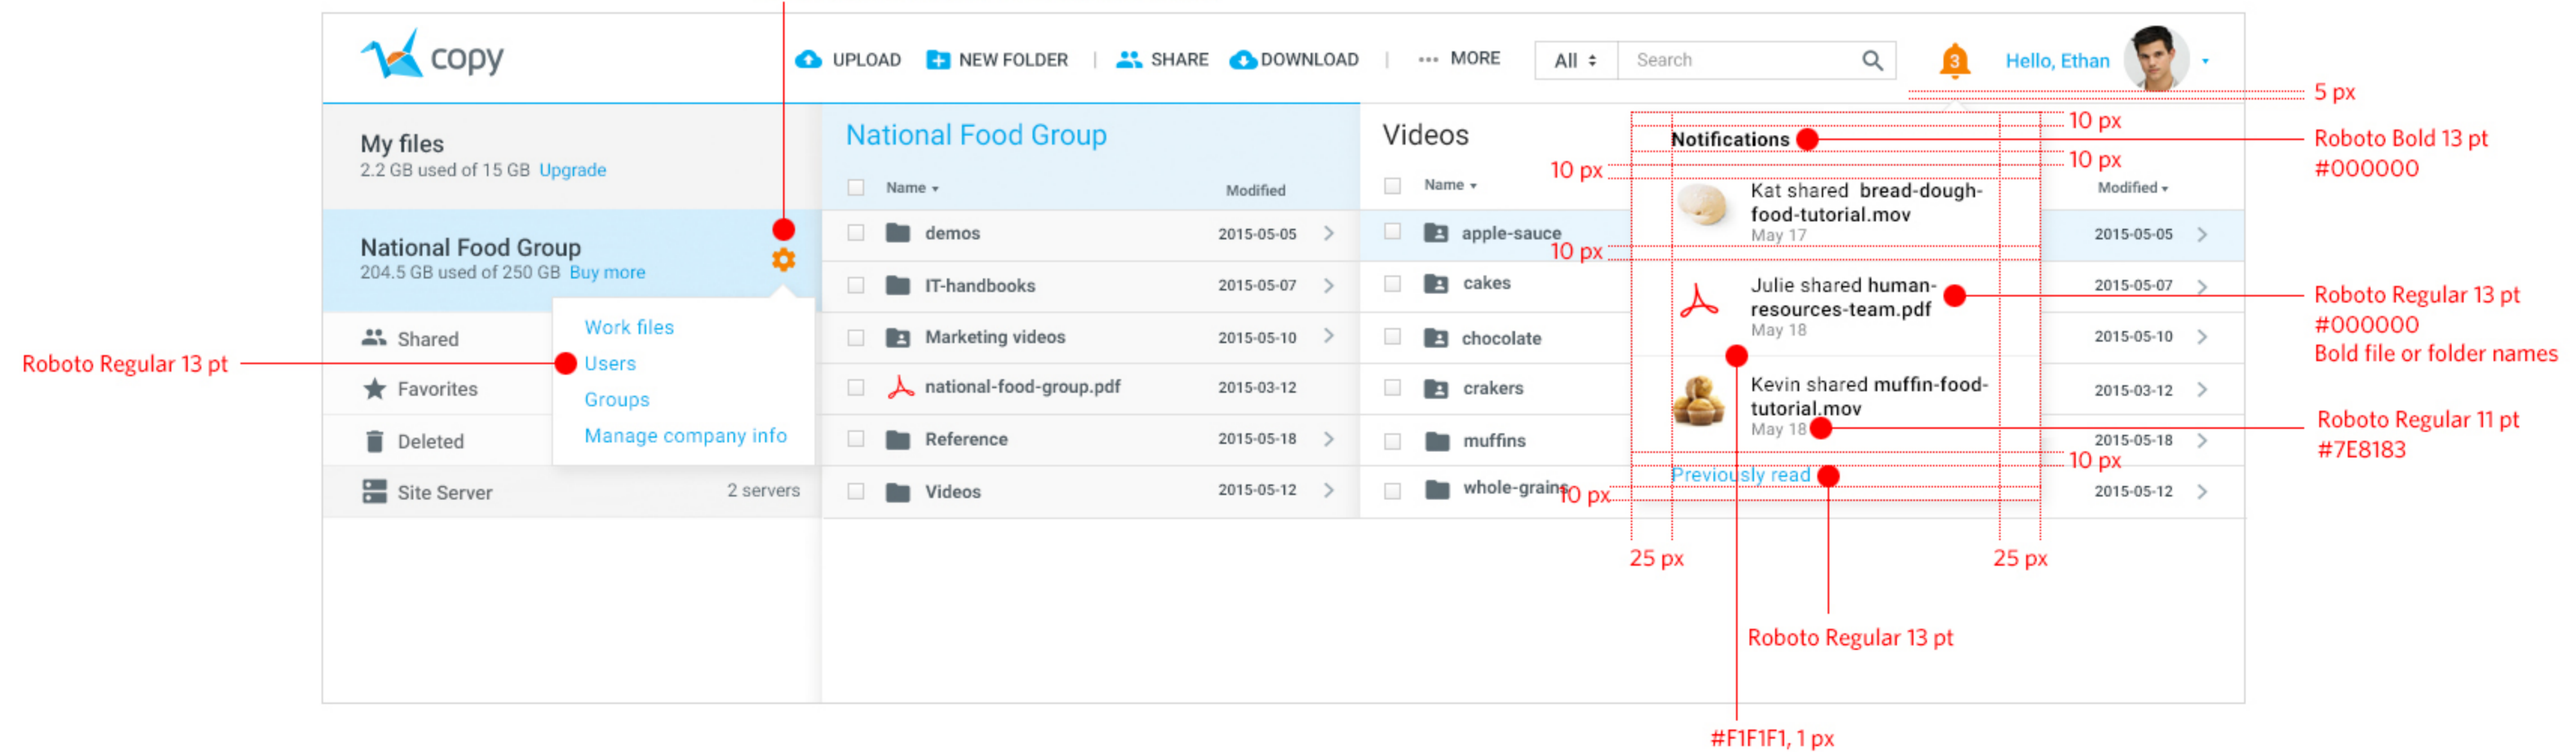 copy
UPLOAD
NEW FOLDER
SHARE
DOWNLOAD
MORE
All
Search
3
Hello, Ethan
5 px
My files
2.2 GB used of 15 GB Upgrade
National Food Group
204.5 GB used of 250 GB Buy more
Work files
Users
Groups
Manage company info
Roboto Regular 13 pt
Shared
Favorites
Deleted
Site Server
2 servers
National Food Group
Name
Modified
demos
2015-05-05
IT-handbooks
2015-05-07
Marketing videos
2015-05-10
national-food-group.pdf
2015-03-12
Reference
2015-05-18
Videos
2015-05-12
Videos
Name
Modified
apple-sauce
2015-05-05
cakes
2015-05-07
chocolate
2015-05-10
crakers
2015-03-12
muffins
2015-05-18
whole-grains
2015-05-12
Notifications
10 px
10 px
10 px
Kat shared bread-dough-
food-tutorial.mov
May 17
10 px
Julie shared human-
resources-team.pdf
May 18
Kevin shared muffin-food-
tutorial.mov
May 18
10 px
Previously read
10 px
25 px
25 px
Roboto Bold 13 pt
#000000
Roboto Regular 13 pt
#000000
Bold file or folder names
Roboto Regular 11 pt
#7E8183
Roboto Regular 13 pt
#F1F1F1, 1 px